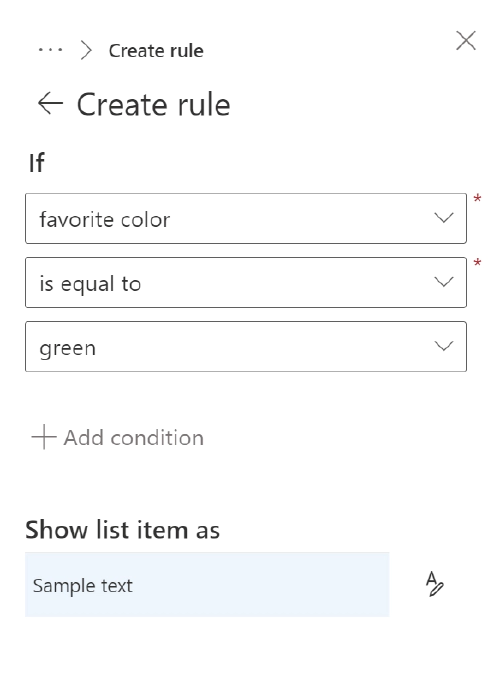 ··· > Create rule
← Create rule
If
favorite color *
is equal to *
green
+ Add condition
Show list item as
Sample text